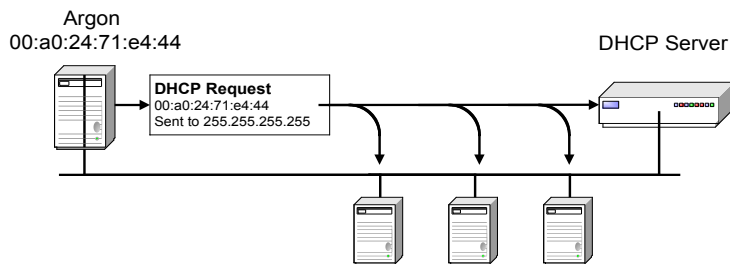 Argon
00:a0:24:71:e4:44
DHCP Server
DHCP Request
00:a0:24:71:e4:44
Sent to 255.255.255.255